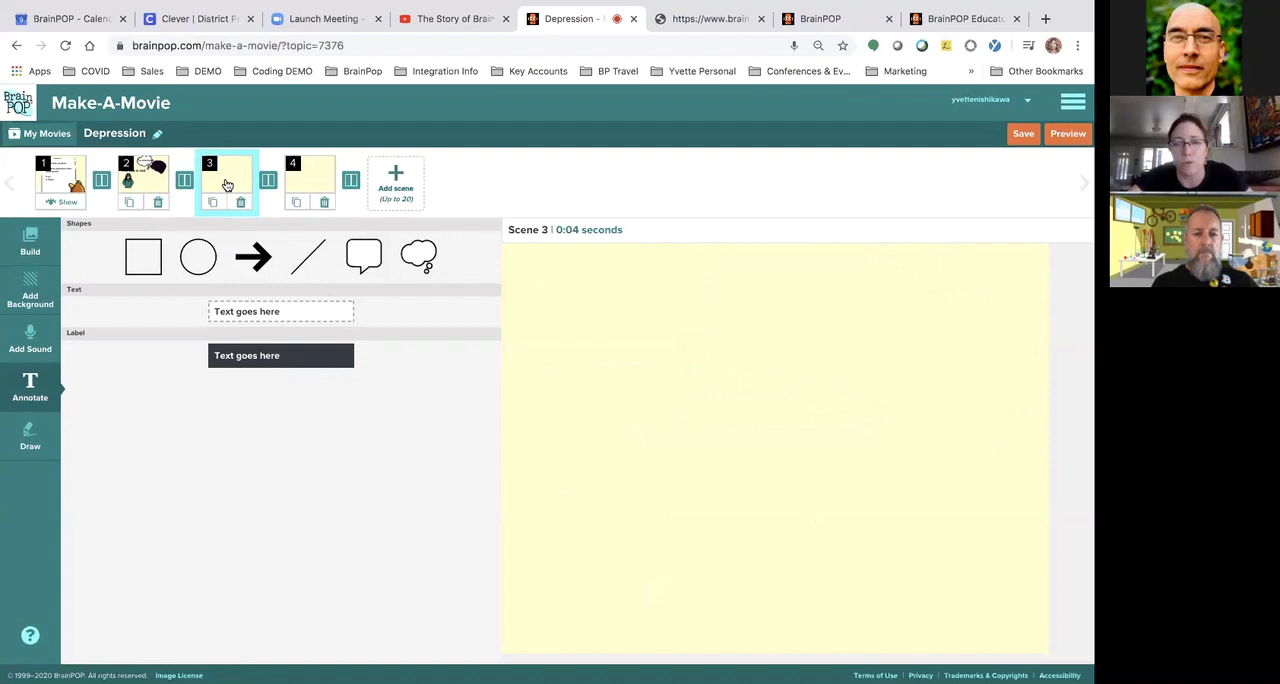 BrainPOP - Calen
Clever | District P
Launch Meeting -
The Story of Brain
Depression -
https://www.brain
BrainPOP
BrainPOP Educat
brainpop.com/make-a-movie/?topic=7376
Apps
COVID
Sales
DEMO
Coding DEMO
BrainPop
Integration Info
Key Accounts
BP Travel
Yvette Personal
Conferences & Ev...
Marketing
»
Other Bookmarks
Brain
POP
Make-A-Movie
yvettenishikawa
My Movies
Depression
Save
Preview
1
2
3
4
Show
Add scene
(Up to 20)
Build
Add
Background
Add Sound
T
Annotate
Draw
Shapes
Text
Text goes here
Label
Text goes here
Scene 3 | 0:04 seconds
?
© 1999–2020 BrainPOP. All rights reserved.
Image License
Terms of Use | Privacy | Trademarks & Copyrights | Accessibility